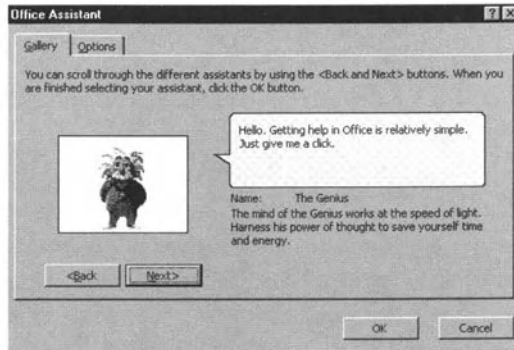 Office Assistant
Gallery Options
You can scroll through the different assistants by using the <Back and Next> buttons. When you
are finished selecting your assistant, click the OK button.
Hello. Getting help in Office is relatively simple.
Just give me a click.
Name: The Genius
The mind of the Genius works at the speed of light.
Harness his power of thought to save yourself time
and energy.
<Back Next>
OK Cancel